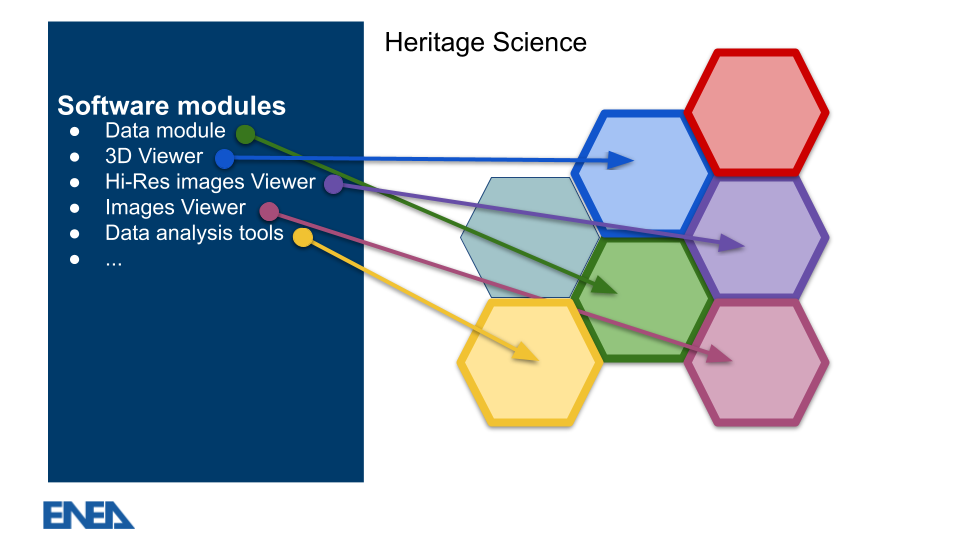 Heritage Science
Software modules
● Data module
● 3D Viewer
● Hi-Res images Viewer
● Images Viewer
● Data analysis tools
● ...
ENEA